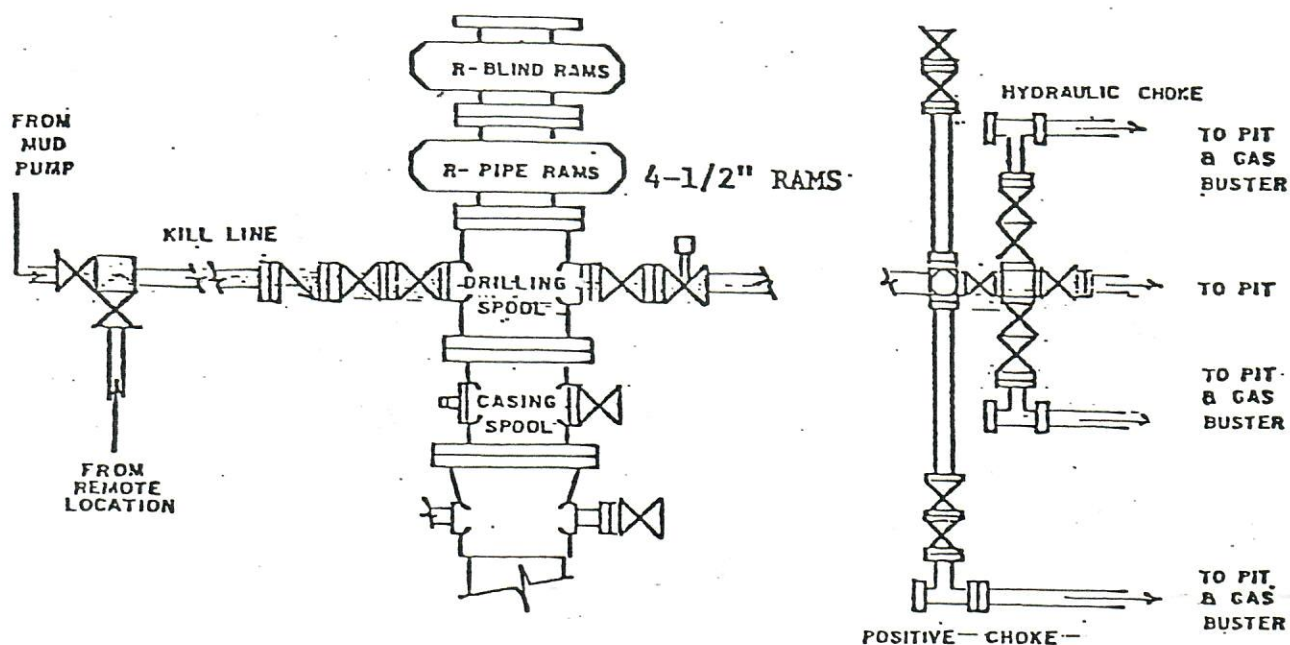 R-BLIND RAMS
FROM
MUD
PUMP
R- PIPE RAMS
4-1/2" RAMS
KILL LINE
DRILLING
SPOOL
CASING
SPOOL
FROM
REMOTE
LOCATION
HYDRAULIC CHOKE
TO PIT
& GAS
BUSTER
TO PIT
TO PIT
& GAS
BUSTER
TO PIT
& GAS
BUSTER
POSITIVE — CHOKE —